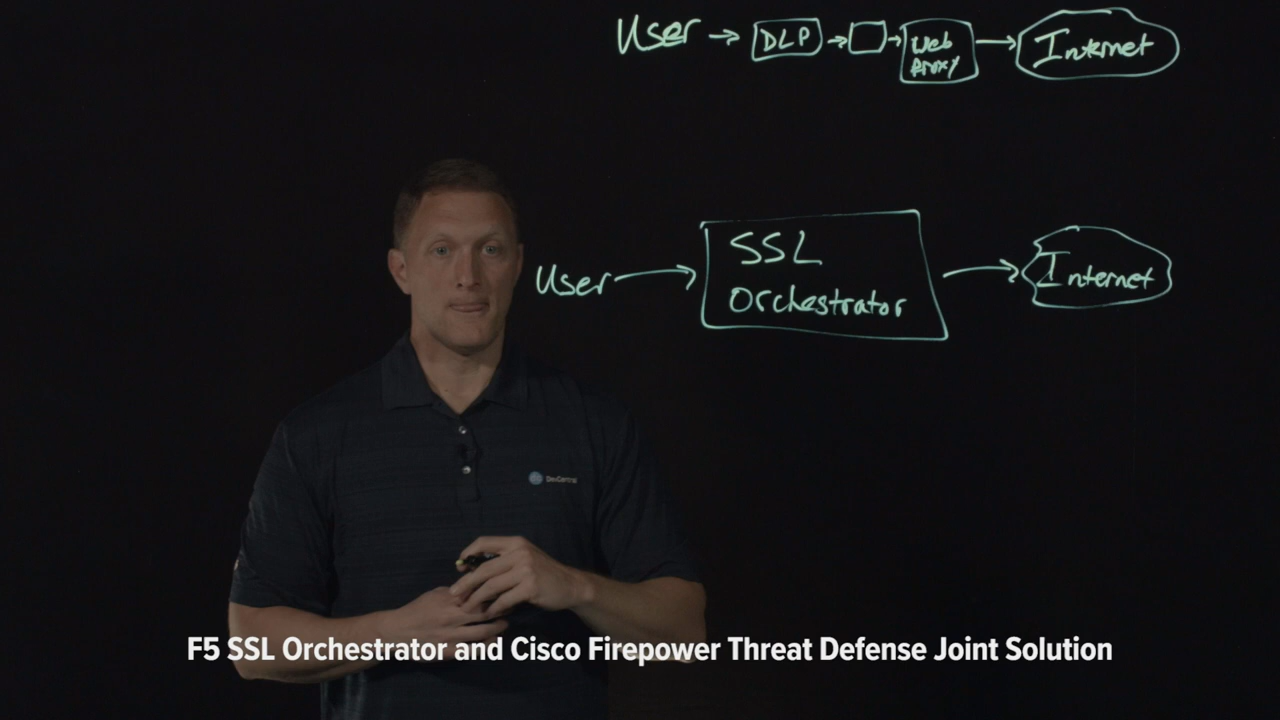 User → DLP → → Web Proxy → Internet
User → SSL Orchestrator → Internet
DevCentral
F5 SSL Orchestrator and Cisco Firepower Threat Defense Joint Solution